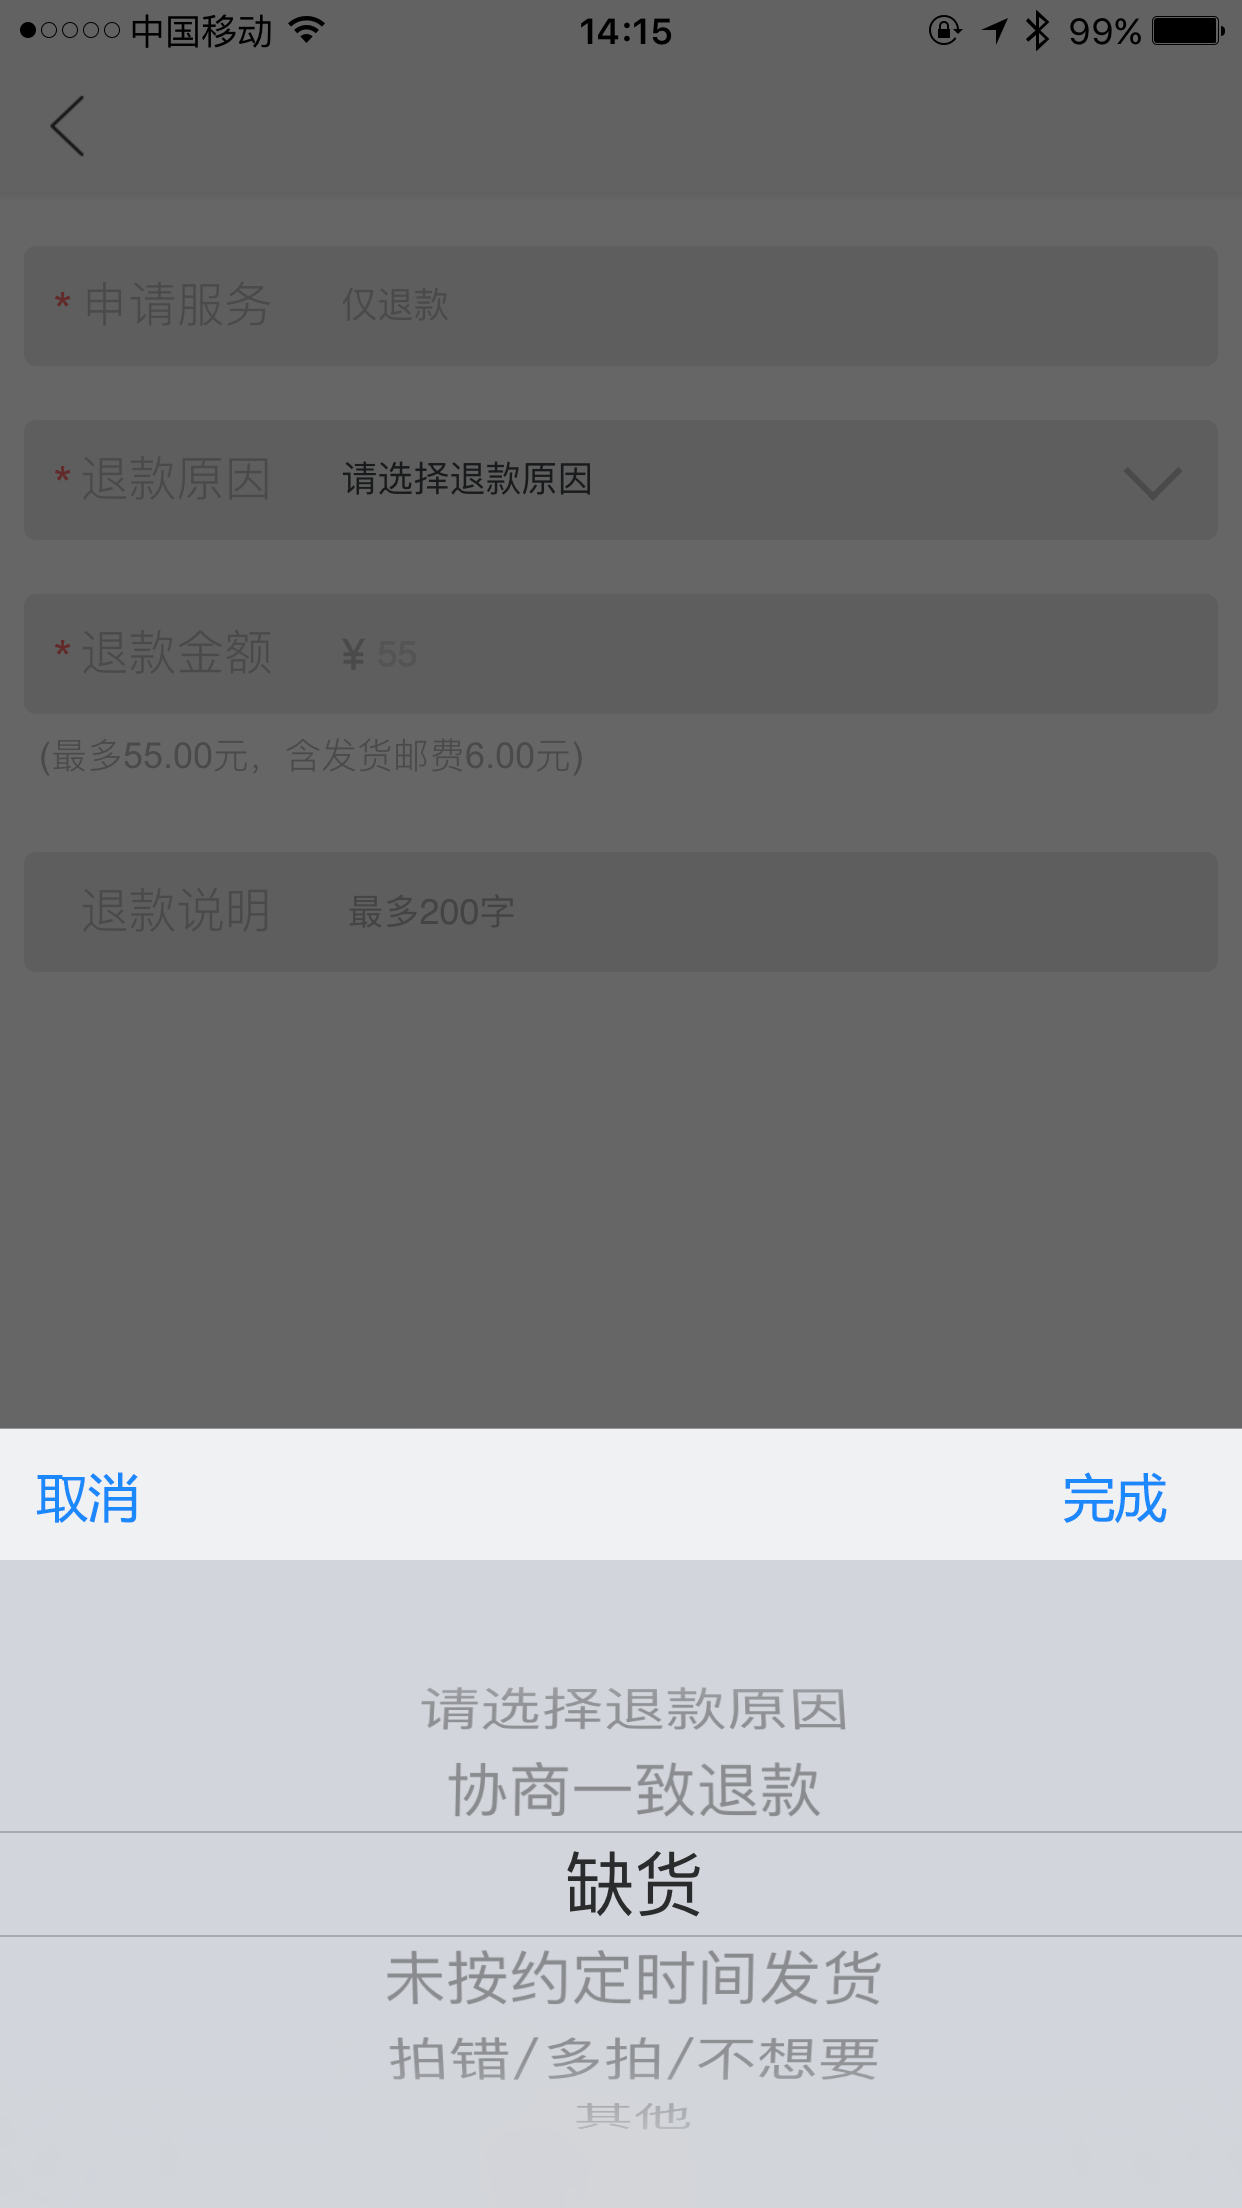 中国移动 14:15 99%
* 申请服务 仅退款
* 退款原因 请选择退款原因
* 退款金额 ¥ 55
(最多55.00元，含发货邮费6.00元)
退款说明 最多200字
取消 完成
请选择退款原因
协商一致退款
缺货
未按约定时间发货
拍错/多拍/不想要
其他